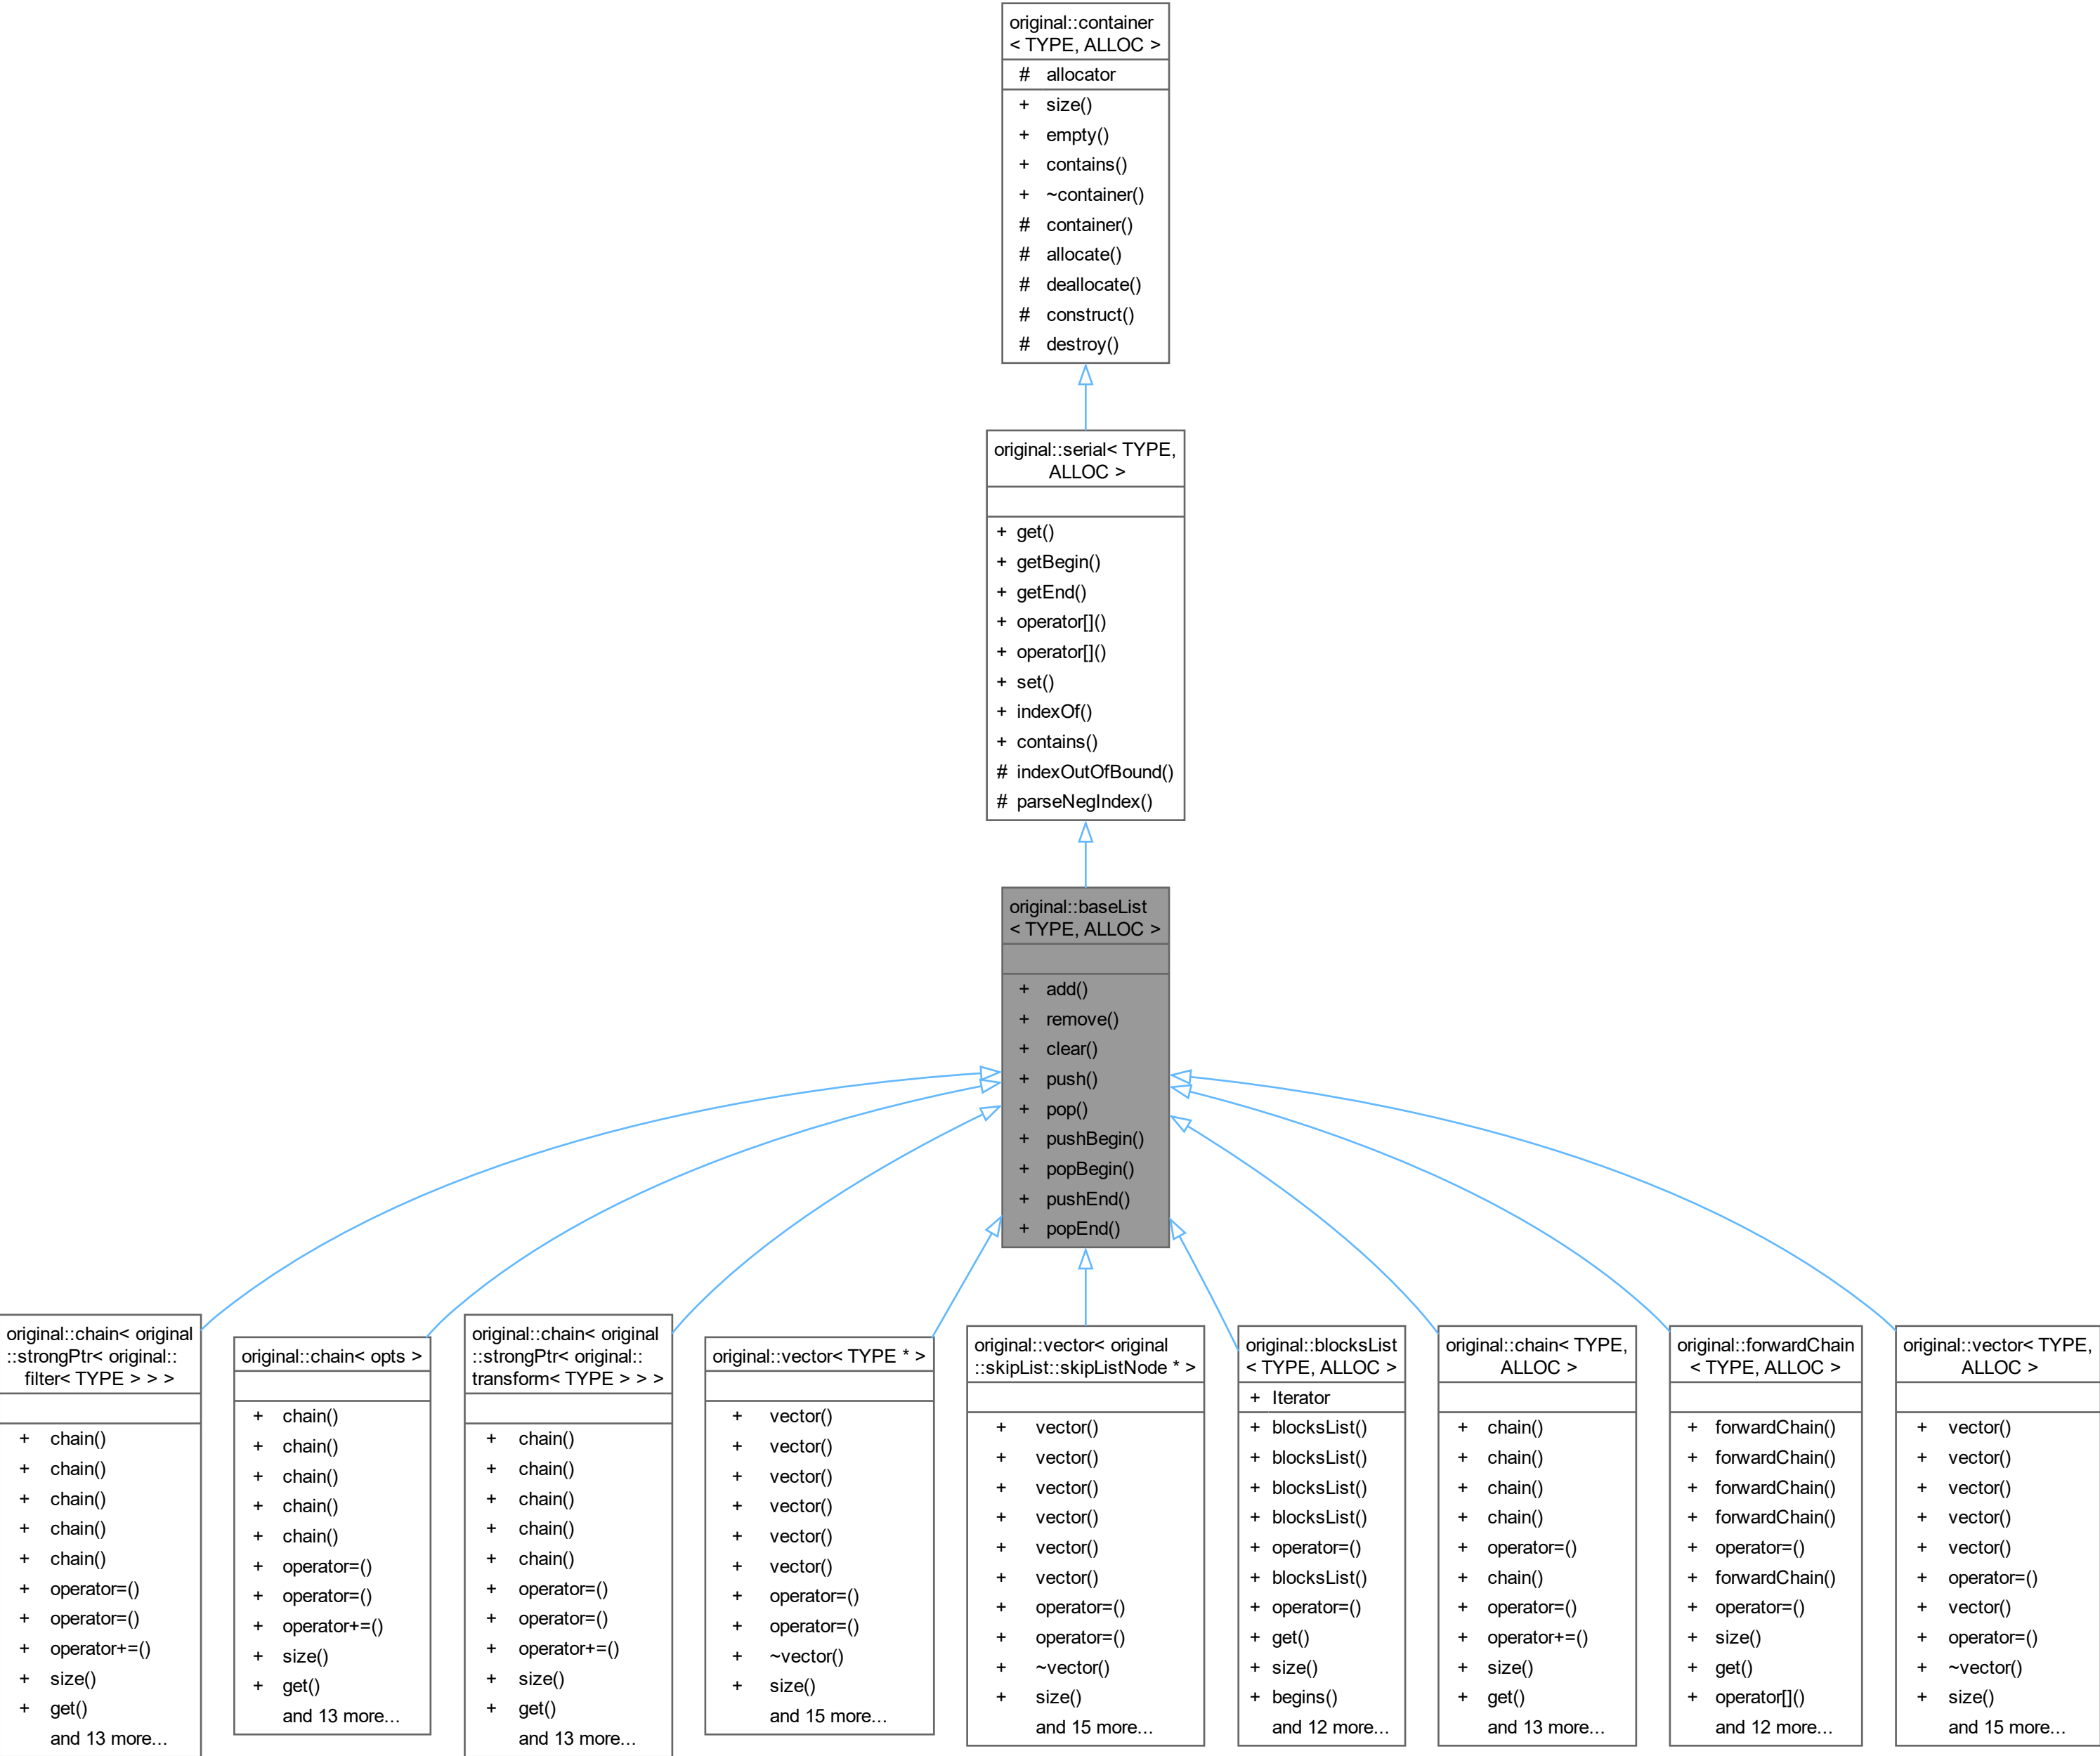 original::container
< TYPE, ALLOC >
# allocator
+ size()
+ empty()
+ contains()
+ ~container()
# container()
# allocate()
# deallocate()
# construct()
# destroy()
original::serial< TYPE,
ALLOC >
+ get()
+ getBegin()
+ getEnd()
+ operator[]()
+ operator[]()
+ set()
+ indexOf()
+ contains()
# indexOutOfBound()
# parseNegIndex()
original::baseList
< TYPE, ALLOC >
+ add()
+ remove()
+ clear()
+ push()
+ pop()
+ pushBegin()
+ popBegin()
+ pushEnd()
+ popEnd()
original::chain< original
::strongPtr< original::
filter< TYPE > > >
+ chain()
+ chain()
+ chain()
+ chain()
+ chain()
+ operator=()
+ operator=()
+ operator+=()
+ size()
+ get()
and 13 more...
original::chain< opts >
+ chain()
+ chain()
+ chain()
+ chain()
+ chain()
+ operator=()
+ operator=()
+ operator+=()
+ size()
+ get()
and 13 more...
original::chain< original
::strongPtr< original::
transform< TYPE > > >
+ chain()
+ chain()
+ chain()
+ chain()
+ chain()
+ operator=()
+ operator=()
+ operator+=()
+ size()
+ get()
and 13 more...
original::vector< TYPE * >
+ vector()
+ vector()
+ vector()
+ vector()
+ vector()
+ vector()
+ operator=()
+ operator=()
+ ~vector()
+ size()
and 15 more...
original::vector< original
::skipList::skipListNode * >
+ vector()
+ vector()
+ vector()
+ vector()
+ vector()
+ vector()
+ operator=()
+ operator=()
+ ~vector()
+ size()
and 15 more...
original::blocksList
< TYPE, ALLOC >
+ Iterator
+ blocksList()
+ blocksList()
+ blocksList()
+ blocksList()
+ operator=()
+ blocksList()
+ operator=()
+ get()
+ size()
+ begins()
and 12 more...
original::chain< TYPE,
ALLOC >
+ chain()
+ chain()
+ chain()
+ chain()
+ operator=()
+ chain()
+ operator=()
+ operator+=()
+ size()
+ get()
and 13 more...
original::forwardChain
< TYPE, ALLOC >
+ forwardChain()
+ forwardChain()
+ forwardChain()
+ forwardChain()
+ operator=()
+ forwardChain()
+ operator=()
+ size()
+ get()
+ operator[]()
and 12 more...
original::vector< TYPE,
ALLOC >
+ vector()
+ vector()
+ vector()
+ vector()
+ vector()
+ operator=()
+ vector()
+ operator=()
+ ~vector()
+ size()
and 15 more...